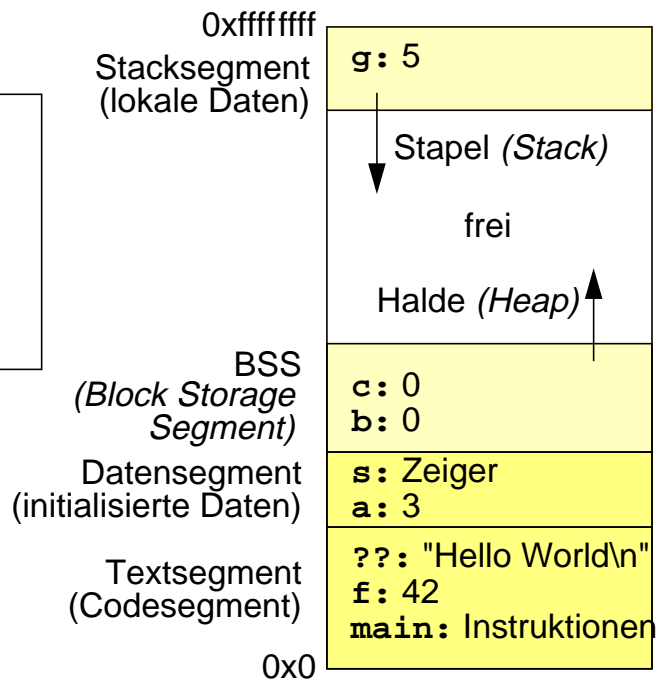 0xffffffff
Stacksegment
(lokale Daten)
g: 5
Stapel (Stack)
frei
Halde (Heap)
BSS
(Block Storage
Segment)
c: 0
b: 0
Datensegment
(initialisierte Daten)
s: Zeiger
a: 3
Textsegment
(Codesegment)
??: "Hello World\n"
f: 42
main: Instruktionen
0x0